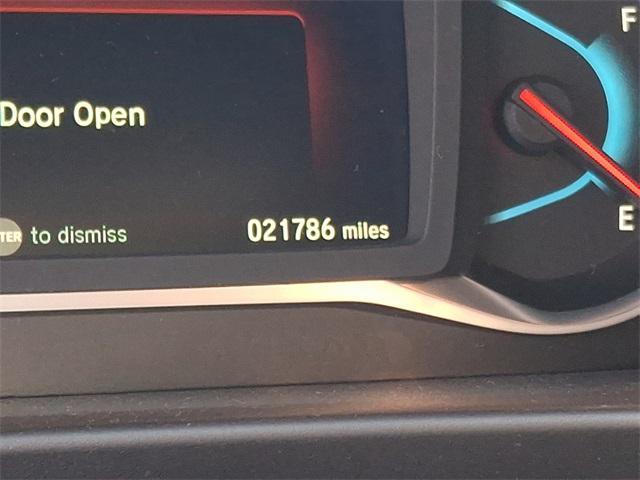 F
Door Open
E
TER to dismiss
021786 miles